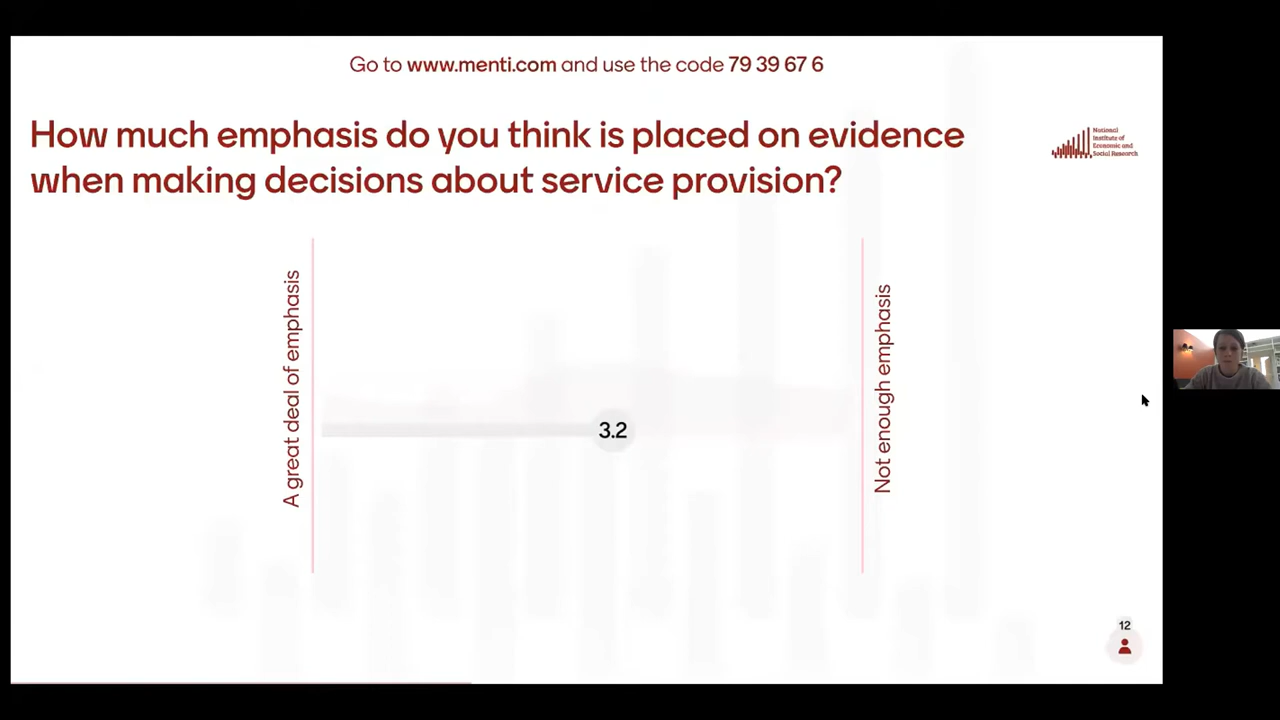 Go to www.menti.com and use the code 79 39 67 6
How much emphasis do you think is placed on evidence
when making decisions about service provision?
National
Institute of
Economic and
Social Research
A great deal of emphasis
3.2
Not enough emphasis
12